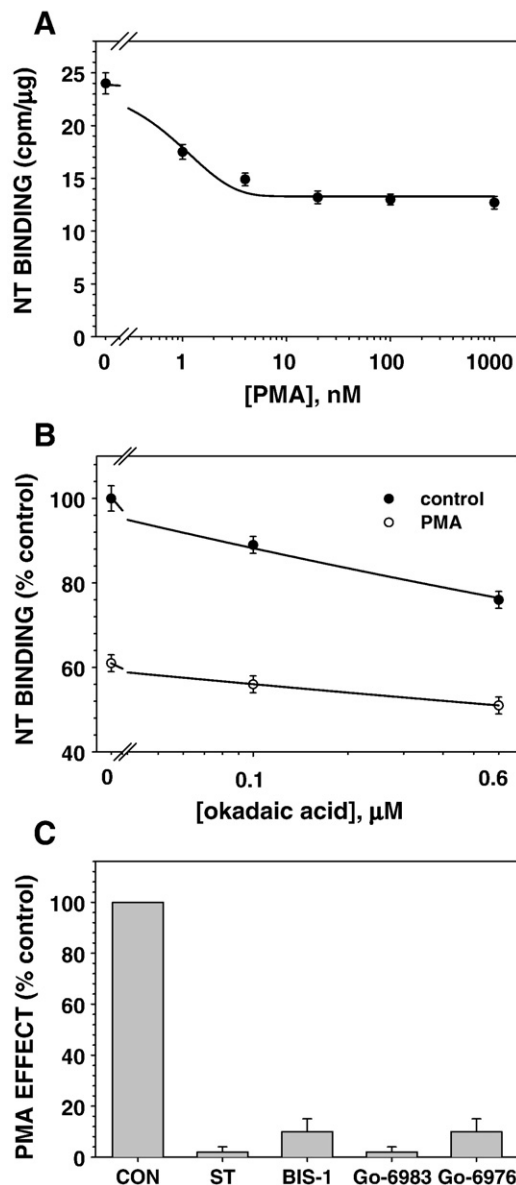 A
NT BINDING (cpm/μg)
25
20
15
10
5
0
0 1 10 100 1000
[PMA], nM
B
NT BINDING (% control)
100
80
60
40
control
PMA
0 0.1 0.6
[okadaic acid], μM
C
PMA EFFECT (% control)
100
80
60
40
20
0
CON ST BIS-1 Go-6983 Go-6976